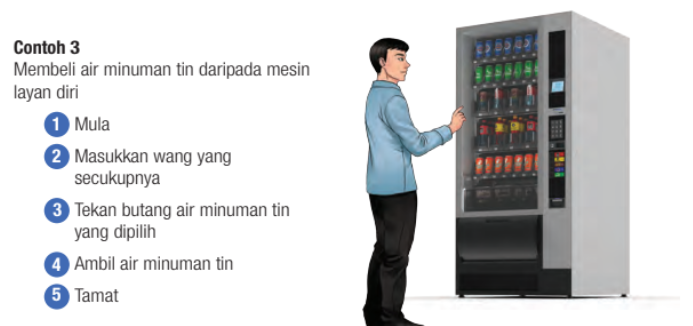 Contoh 3
Membeli air minuman tin daripada mesin
layan diri
1 Mula
2 Masukkan wang yang
secukupnya
3 Tekan butang air minuman tin
yang dipilih
4 Ambil air minuman tin
5 Tamat